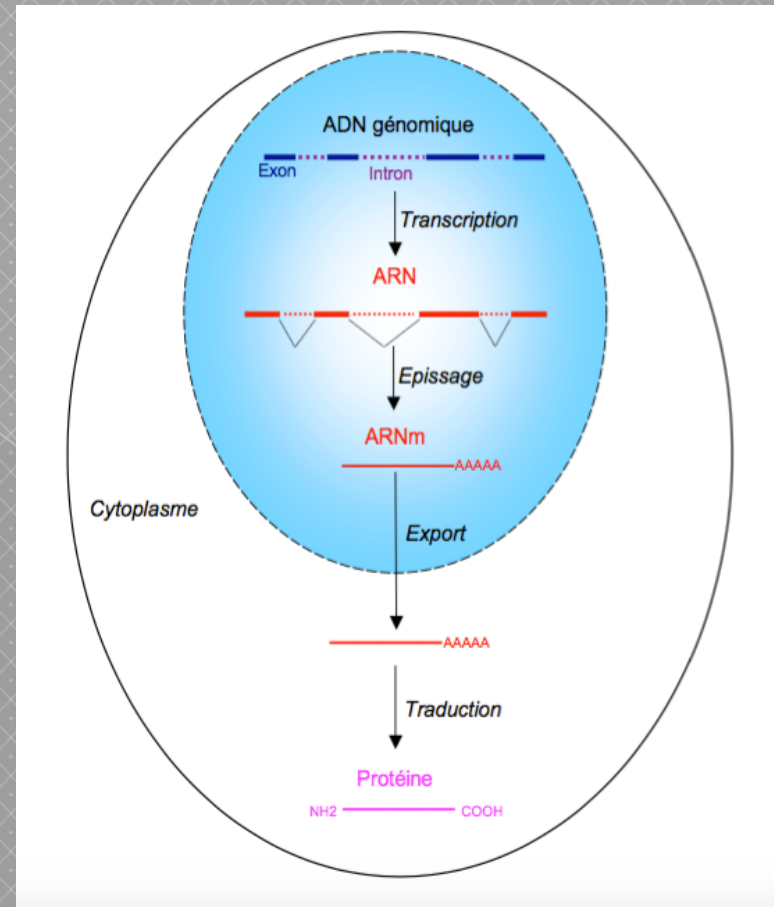 ADN génomique
Exon
Intron
Transcription
ARN
Epissage
ARNm
AAAAA
Cytoplasme
Export
AAAAA
Traduction
Protéine
NH2
COOH